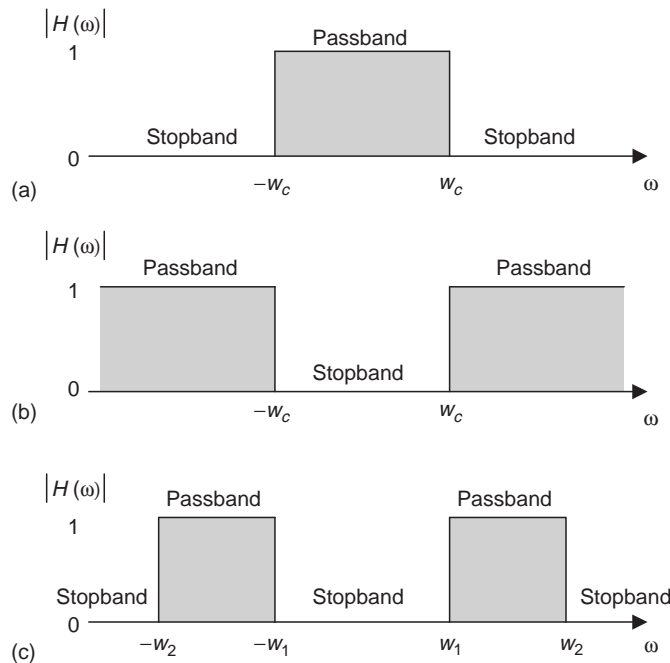 |H(ω)|
Passband
1
Stopband
Stopband
0
−w_c
w_c
ω
(a)
|H(ω)|
Passband
Passband
1
Stopband
0
−w_c
w_c
ω
(b)
|H(ω)|
Passband
Passband
1
Stopband
Stopband
Stopband
0
−w_2
−w_1
w_1
w_2
ω
(c)